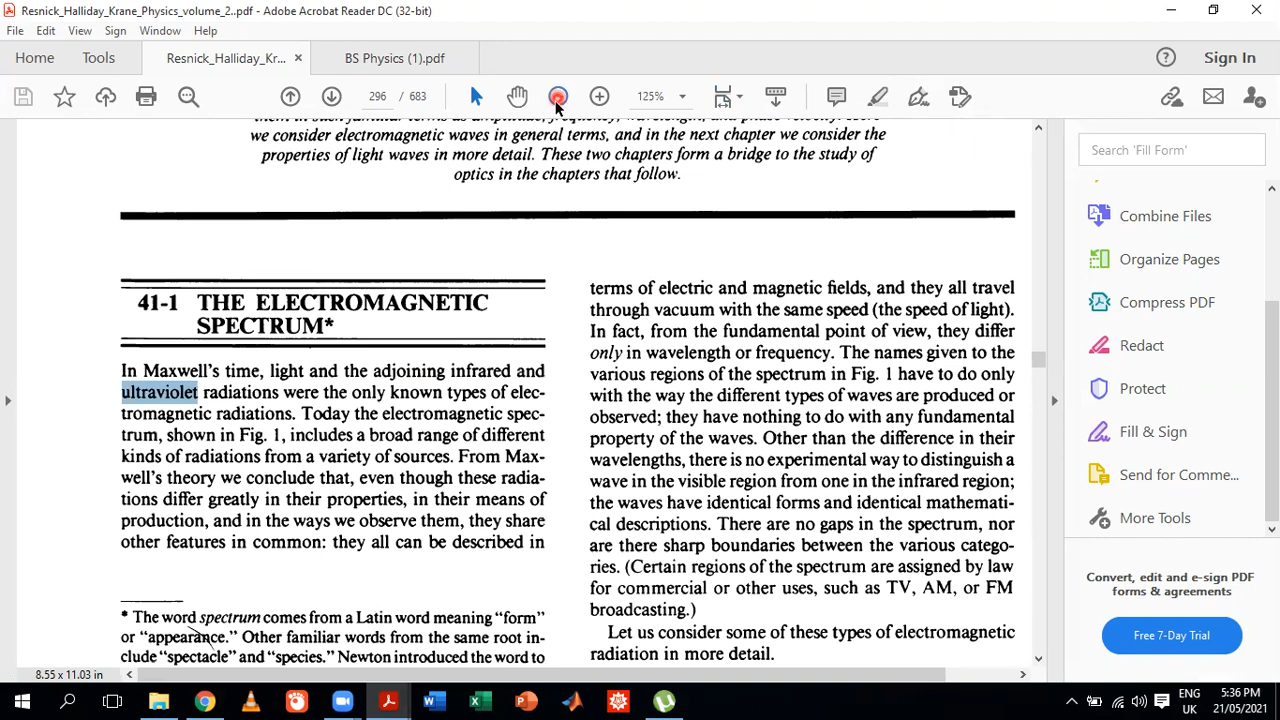 Resnick_Halliday_Krane_Physics_volume_2..pdf - Adobe Acrobat Reader DC (32-bit)
File Edit View Sign Window Help
Home Tools Resnick_Halliday_Kr... × BS Physics (1).pdf Sign In
296 / 683 125%
we consider electromagnetic waves in general terms, and in the next chapter we consider the
properties of light waves in more detail. These two chapters form a bridge to the study of
optics in the chapters that follow.
41-1 THE ELECTROMAGNETIC
SPECTRUM*
In Maxwell's time, light and the adjoining infrared and
ultraviolet radiations were the only known types of elec-
tromagnetic radiations. Today the electromagnetic spec-
trum, shown in Fig. 1, includes a broad range of different
kinds of radiations from a variety of sources. From Max-
well's theory we conclude that, even though these radia-
tions differ greatly in their properties, in their means of
production, and in the ways we observe them, they share
other features in common: they all can be described in
* The word spectrum comes from a Latin word meaning "form"
or "appearance." Other familiar words from the same root in-
clude "spectacle" and "species." Newton introduced the word to
terms of electric and magnetic fields, and they all travel
through vacuum with the same speed (the speed of light).
In fact, from the fundamental point of view, they differ
only in wavelength or frequency. The names given to the
various regions of the spectrum in Fig. 1 have to do only
with the way the different types of waves are produced or
observed; they have nothing to do with any fundamental
property of the waves. Other than the difference in their
wavelengths, there is no experimental way to distinguish a
wave in the visible region from one in the infrared region;
the waves have identical forms and identical mathemati-
cal descriptions. There are no gaps in the spectrum, nor
are there sharp boundaries between the various catego-
ries. (Certain regions of the spectrum are assigned by law
for commercial or other uses, such as TV, AM, or FM
broadcasting.)
Let us consider some of these types of electromagnetic
radiation in more detail.
Search 'Fill Form'
Combine Files
Organize Pages
Compress PDF
Redact
Protect
Fill & Sign
Send for Comme...
More Tools
Convert, edit and e-sign PDF
forms & agreements
Free 7-Day Trial
8.55 x 11.03 in
ENG
UK
5:36 PM
21/05/2021